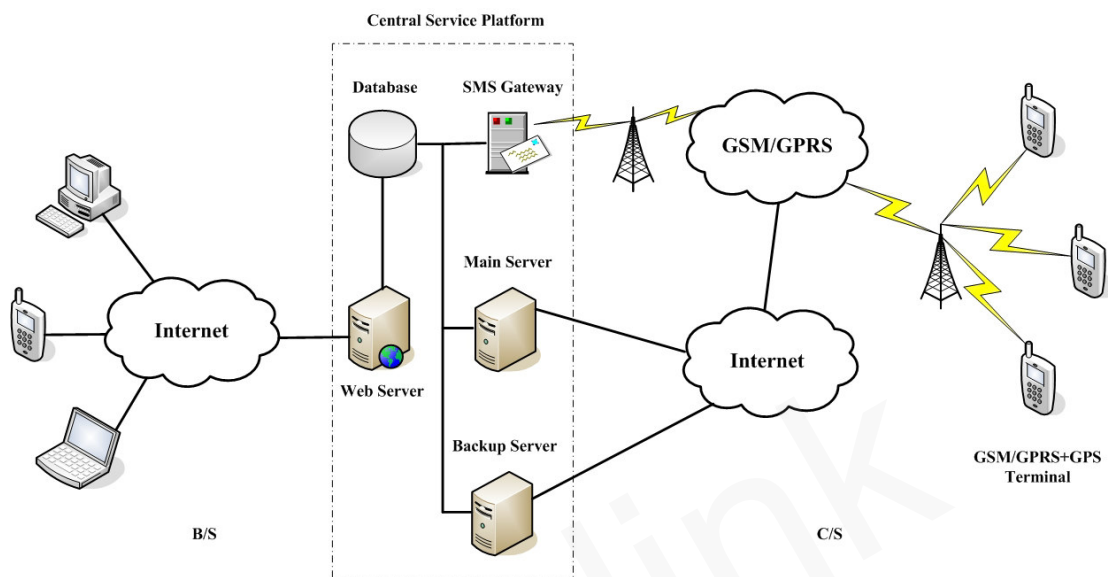 Central Service Platform
Database
SMS Gateway
GSM/GPRS
Main Server
Internet
Internet
Web Server
Backup Server
GSM/GPRS+GPS
Terminal
B/S
C/S